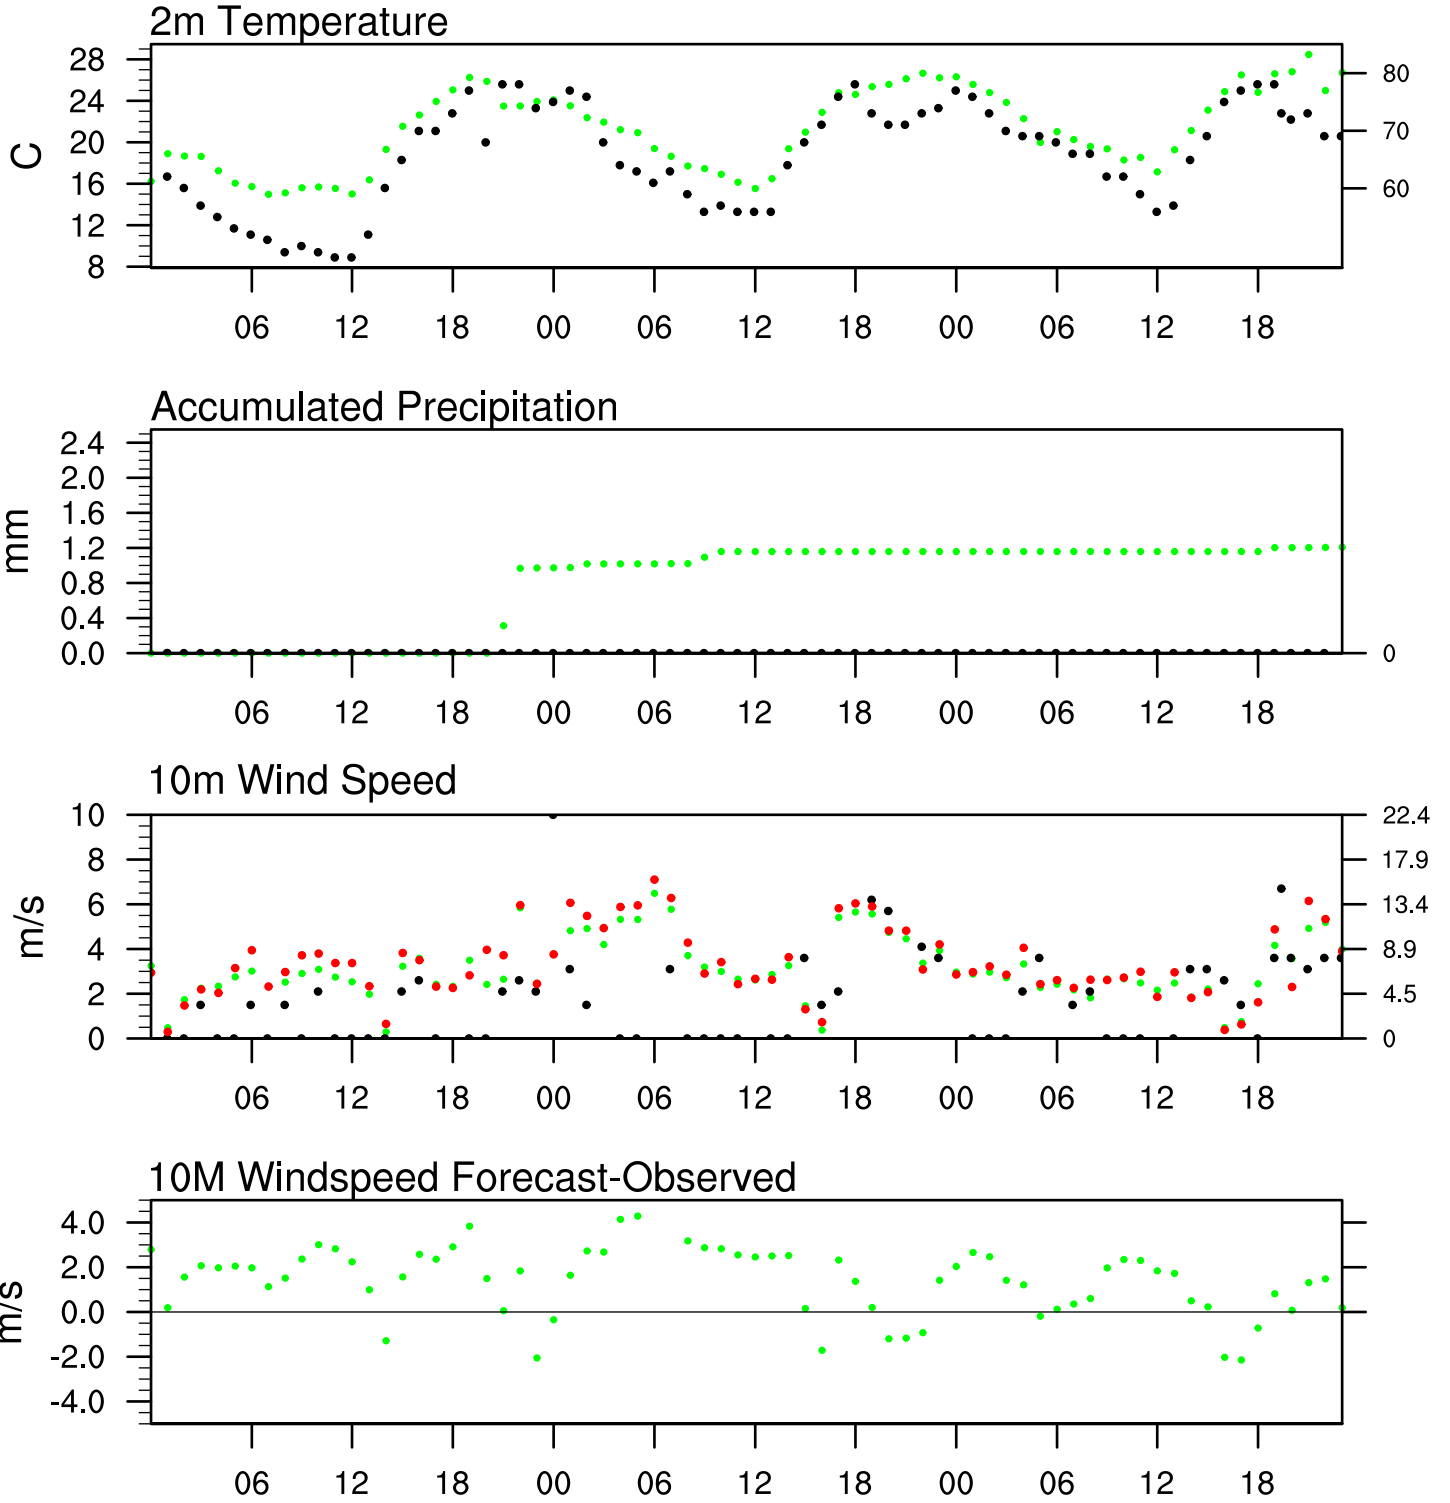 2m Temperature
28
24
20
16
12
8
C
80
70
60
06 12 18 00 06 12 18 00 06 12 18
Accumulated Precipitation
2.4
2.0
1.6
1.2
0.8
0.4
0.0
mm
0
06 12 18 00 06 12 18 00 06 12 18
10m Wind Speed
10
8
6
4
2
0
m/s
22.4
17.9
13.4
8.9
4.5
0
06 12 18 00 06 12 18 00 06 12 18
10M Windspeed Forecast-Observed
4.0
2.0
0.0
-2.0
-4.0
m/s
06 12 18 00 06 12 18 00 06 12 18